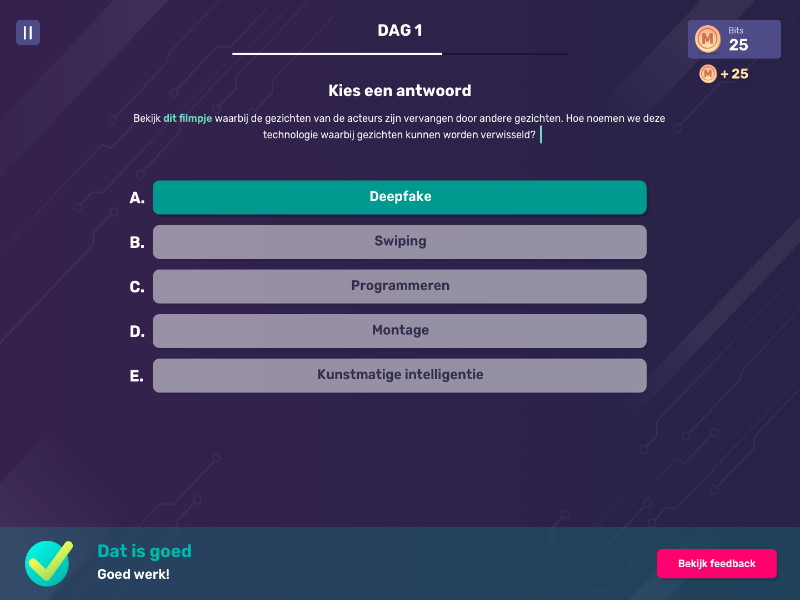 DAG 1
Bits
25
M + 25
Kies een antwoord
Bekijk dit filmpje waarbij de gezichten van de acteurs zijn vervangen door andere gezichten. Hoe noemen we deze
technologie waarbij gezichten kunnen worden verwisseld?
A. Deepfake
B. Swiping
C. Programmeren
D. Montage
E. Kunstmatige intelligentie
Dat is goed
Goed werk!
Bekijk feedback